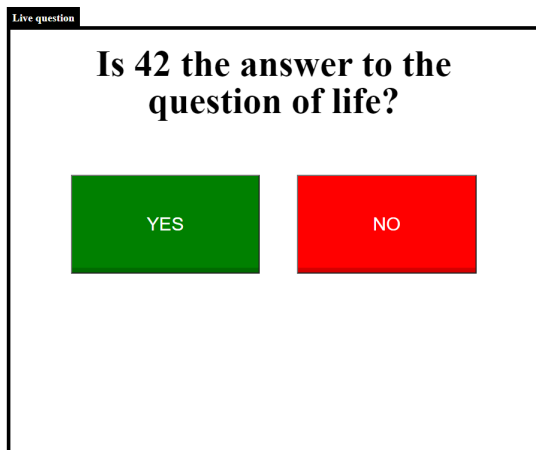 Live question
Is 42 the answer to the
question of life?
YES
NO